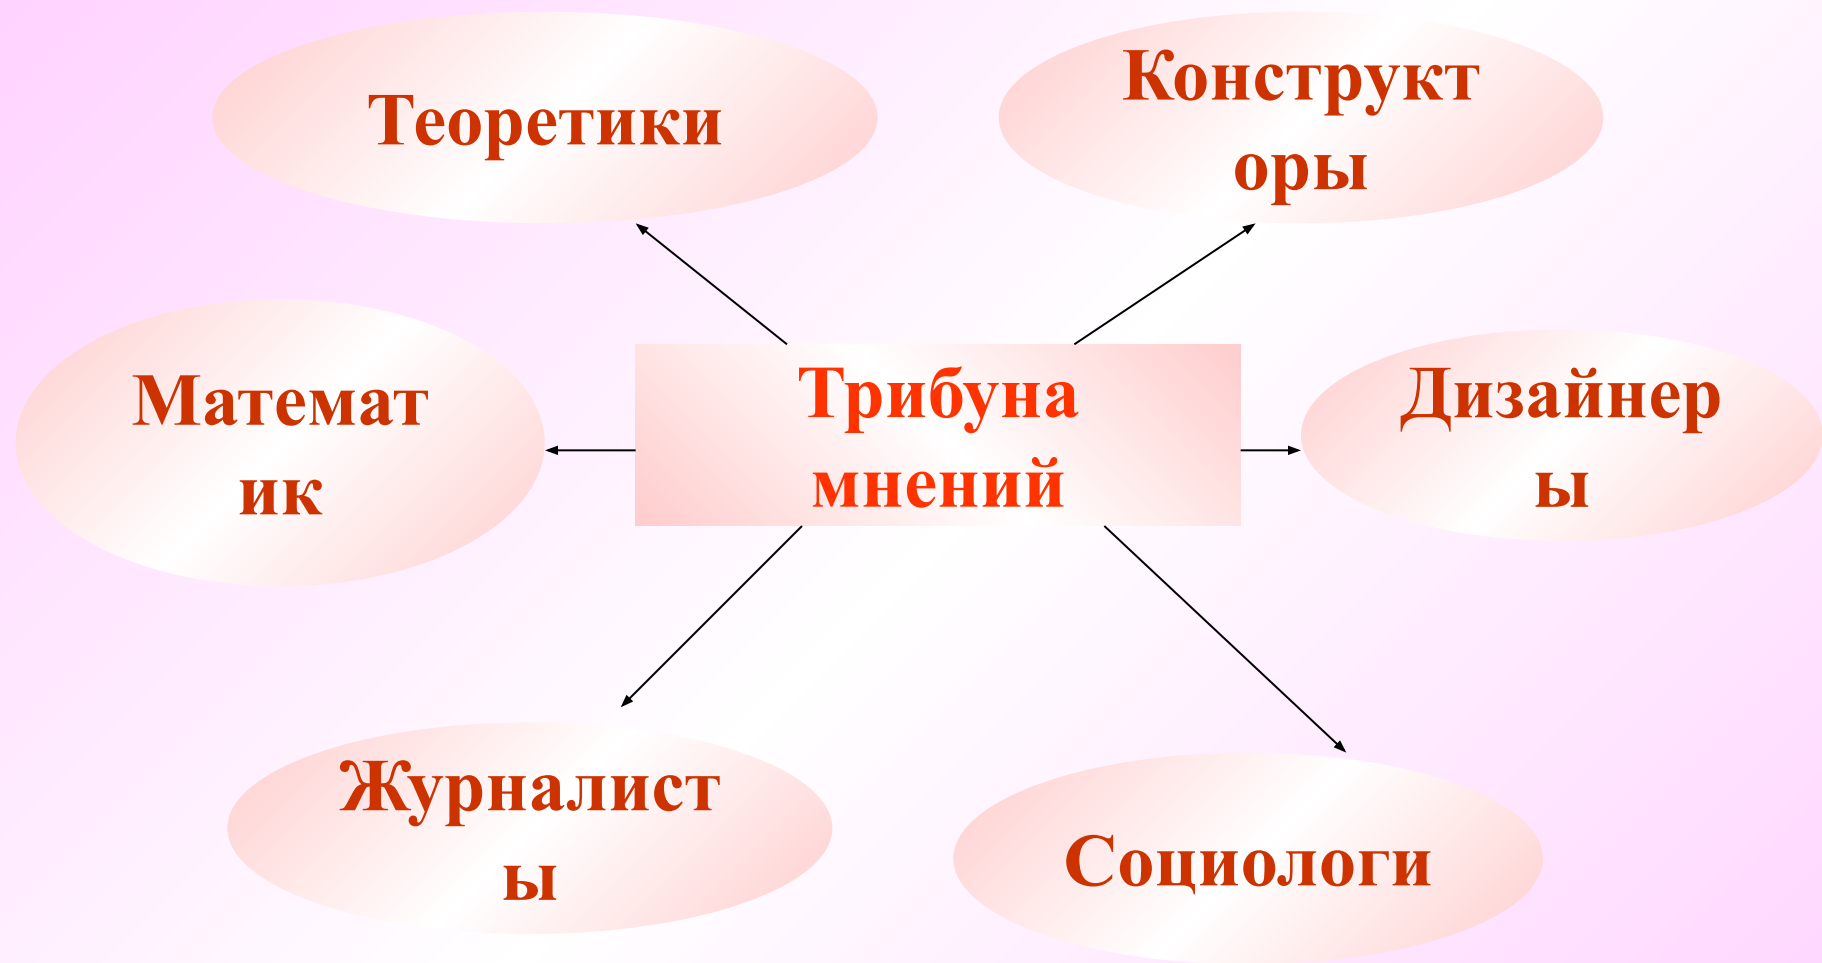 Теоретики
Конструкт
оры
Математ
ик
Трибуна
мнений
Дизайнер
ы
Журналист
ы
Социологи